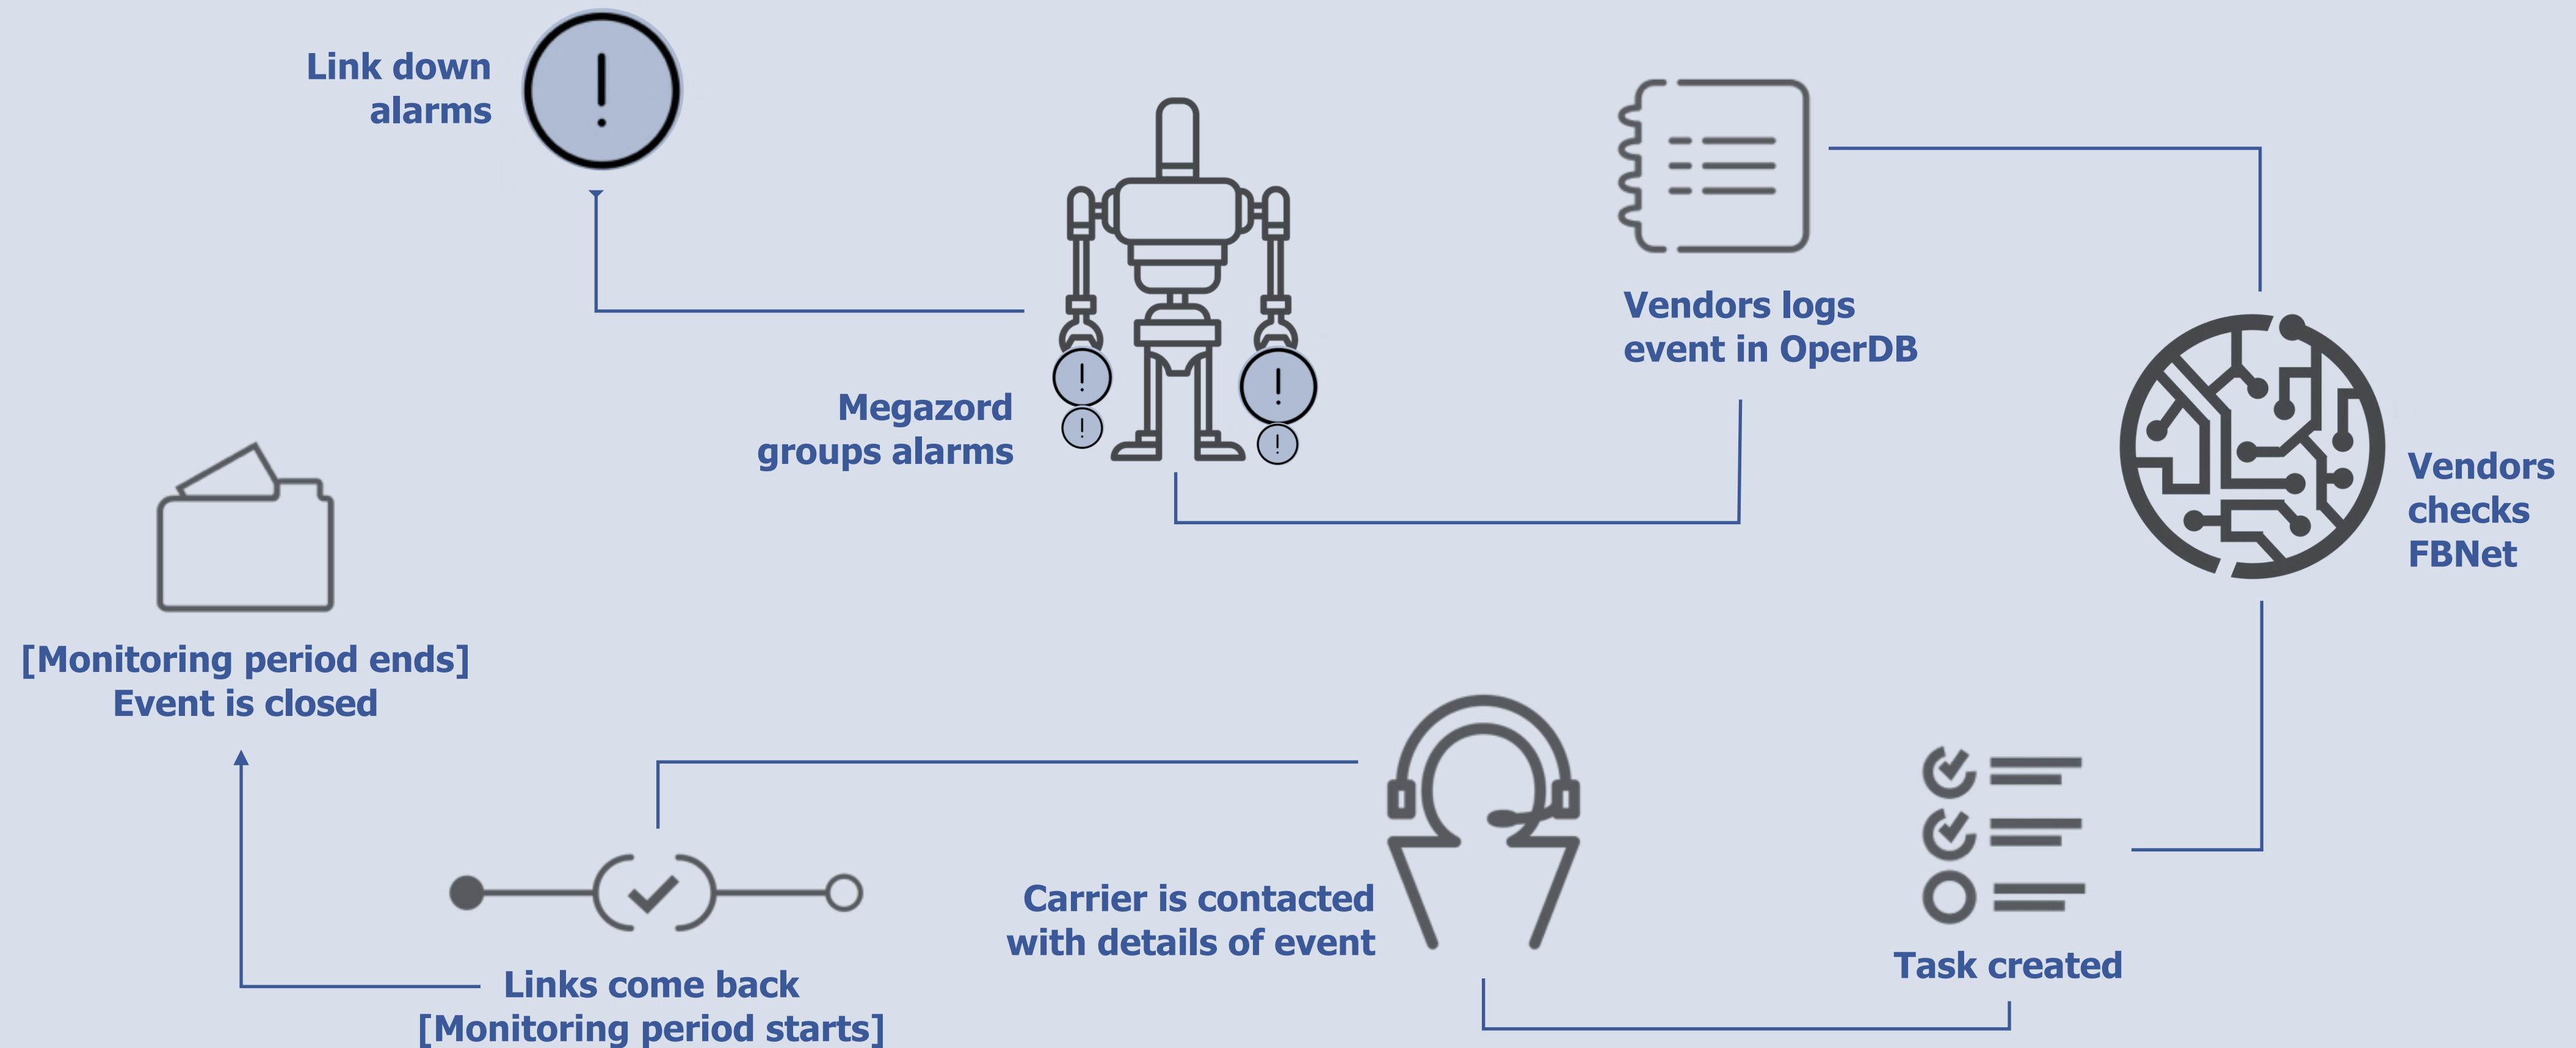 Link down
alarms
Megazord
groups alarms
Vendors logs
event in OperDB
Vendors
checks
FBNet
Task created
Carrier is contacted
with details of event
Links come back
[Monitoring period starts]
[Monitoring period ends]
Event is closed